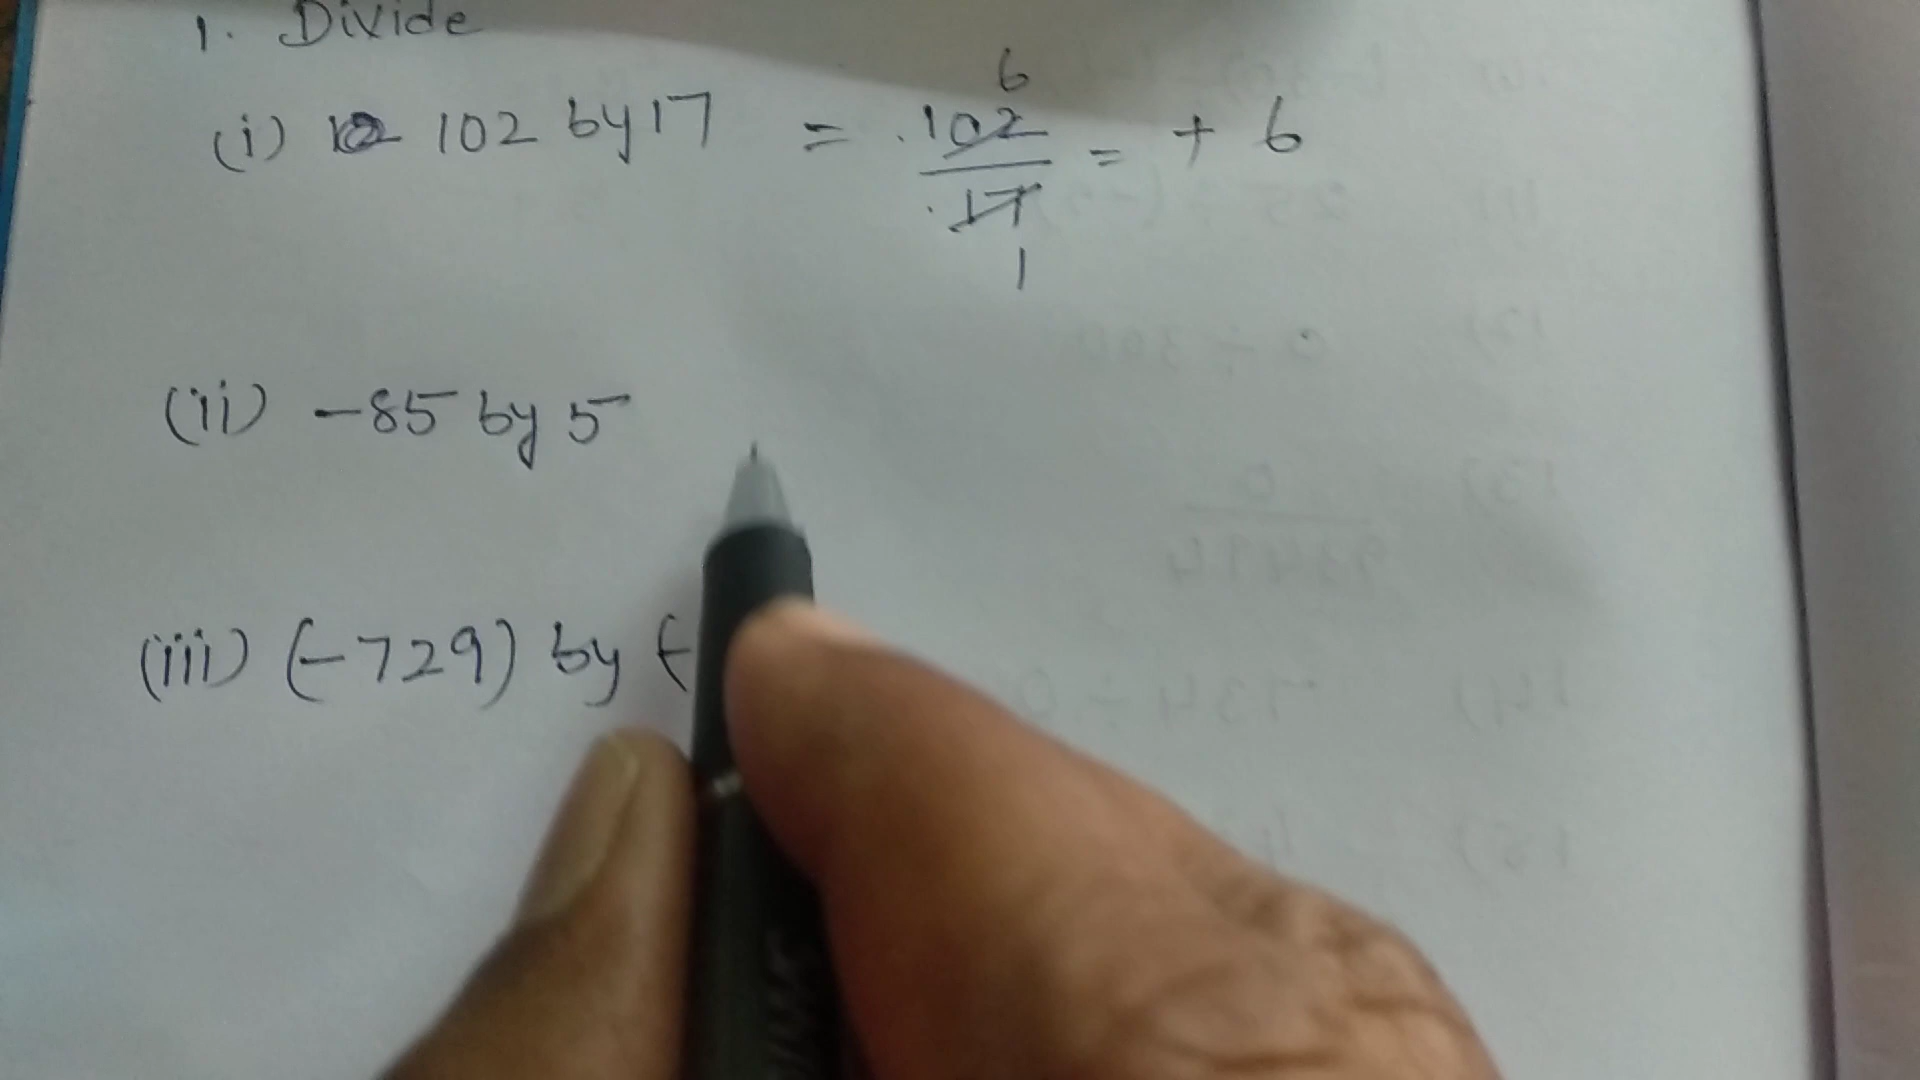 1. Divide
(i) 102 by 17 = 102/17 = + 6
6
1
(ii) -85 by 5
(iii) (-729) by (-